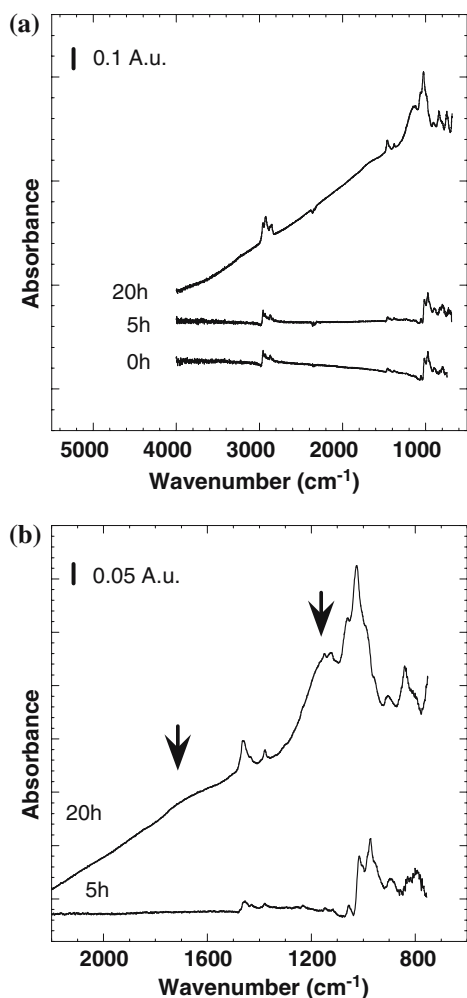 (a)
0.1 A.u.
Absorbance
20h
5h
0h
5000 4000 3000 2000 1000
Wavenumber (cm⁻¹)
(b)
0.05 A.u.
Absorbance
20h
5h
2000 1600 1200 800
Wavenumber (cm⁻¹)